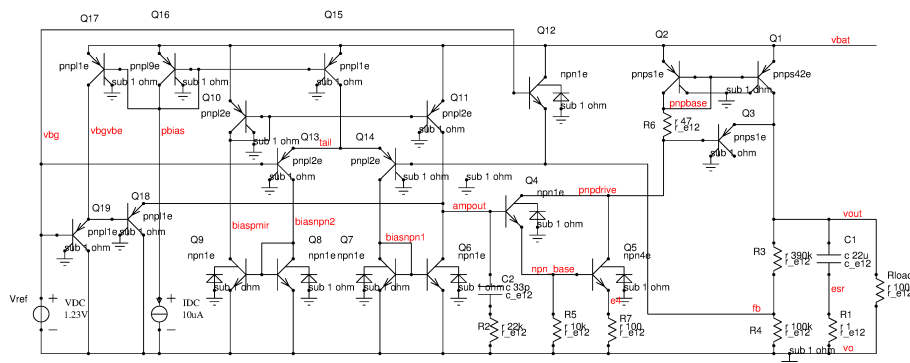 Q17
Q16
Q15
Q12
Q2
Q1
vbat
pnpl1e
pnpl9e
pnpl1e
npn1e
pnps1e
pnps42e
sub 1 ohm
sub 1 ohm
sub 1 ohm
sub 1 ohm
sub 1 ohm
Q10
pnpl2e
Q11
pnpl2e
pnpbase
vbg
vbgvbe
pbias
R6
r 47
r_e12
Q3
pnps1e
sub 1 ohm
sub 1 ohm
sub 1 ohm
Q13
tail
Q14
pnpl2e
pnpl2e
sub 1 ohm
sub 1 ohm
Q4
npn1e
pnpdrive
Q18
pnpl1e
Q19
pnpl1e
sub 1 ohm
sub 1 ohm
ampout
sub 1 ohm
vout
biaspmir
biasnpn2
biasnpn1
Q9
npn1e
Q8
npn1e
Q7
npn1e
Q6
npn1e
Q5
npn4e
R3
r 390k
r_e12
C1
c 22u
c_e12
Rload
r 100
r_e12
sub 1 ohm
sub 1 ohm
sub 1 ohm
sub 1 ohm
npn_base
sub 1 ohm
C2
c 33p
c_e12
esr
Vref
VDC
1.23V
IDC
10uA
R2
r 22k
r_e12
R5
r 10k
r_e12
R7
r 100
r_e12
fb
R4
r 100k
r_e12
R1
r 1
r_e12
sub 1 ohm
vo